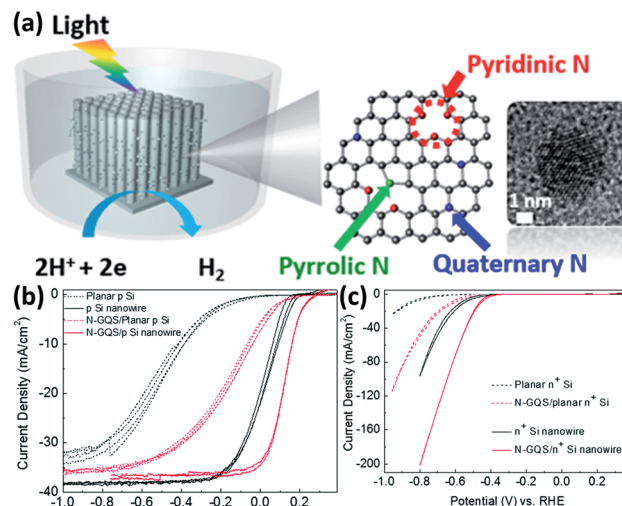 (a)
Light
Pyridinic N
1 nm
2H⁺ + 2e
H₂
Pyrrolic N
Quaternary N
(b)
Planar p Si
p Si nanowire
N-GQS/Planar p Si
N-GQS/p Si nanowire
Current Density (mA/cm²)
0
-10
-20
-30
-40
-1.0 -0.8 -0.6 -0.4 -0.2 0.0 0.2
(c)
Planar n⁺ Si
N-GQS/planar n⁺ Si
n⁺ Si nanowire
N-GQS/n⁺ Si nanowire
Current Density (mA/cm²)
0
-40
-80
-120
-160
-200
-1.0 -0.8 -0.6 -0.4 -0.2 0.0 0.2
Potential (V) vs. RHE